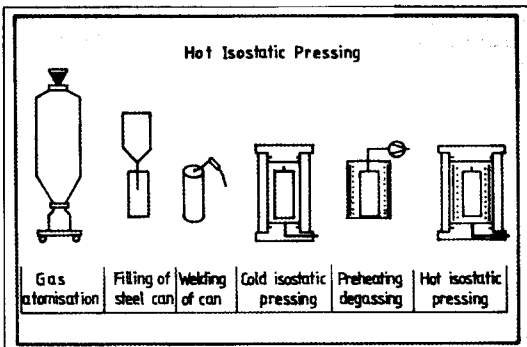 Hot Isostatic Pressing
Gas
atomisation
Filling of
steel can
Welding
of can
Cold isostatic
pressing
Preheating
degassing
Hot isostatic
pressing